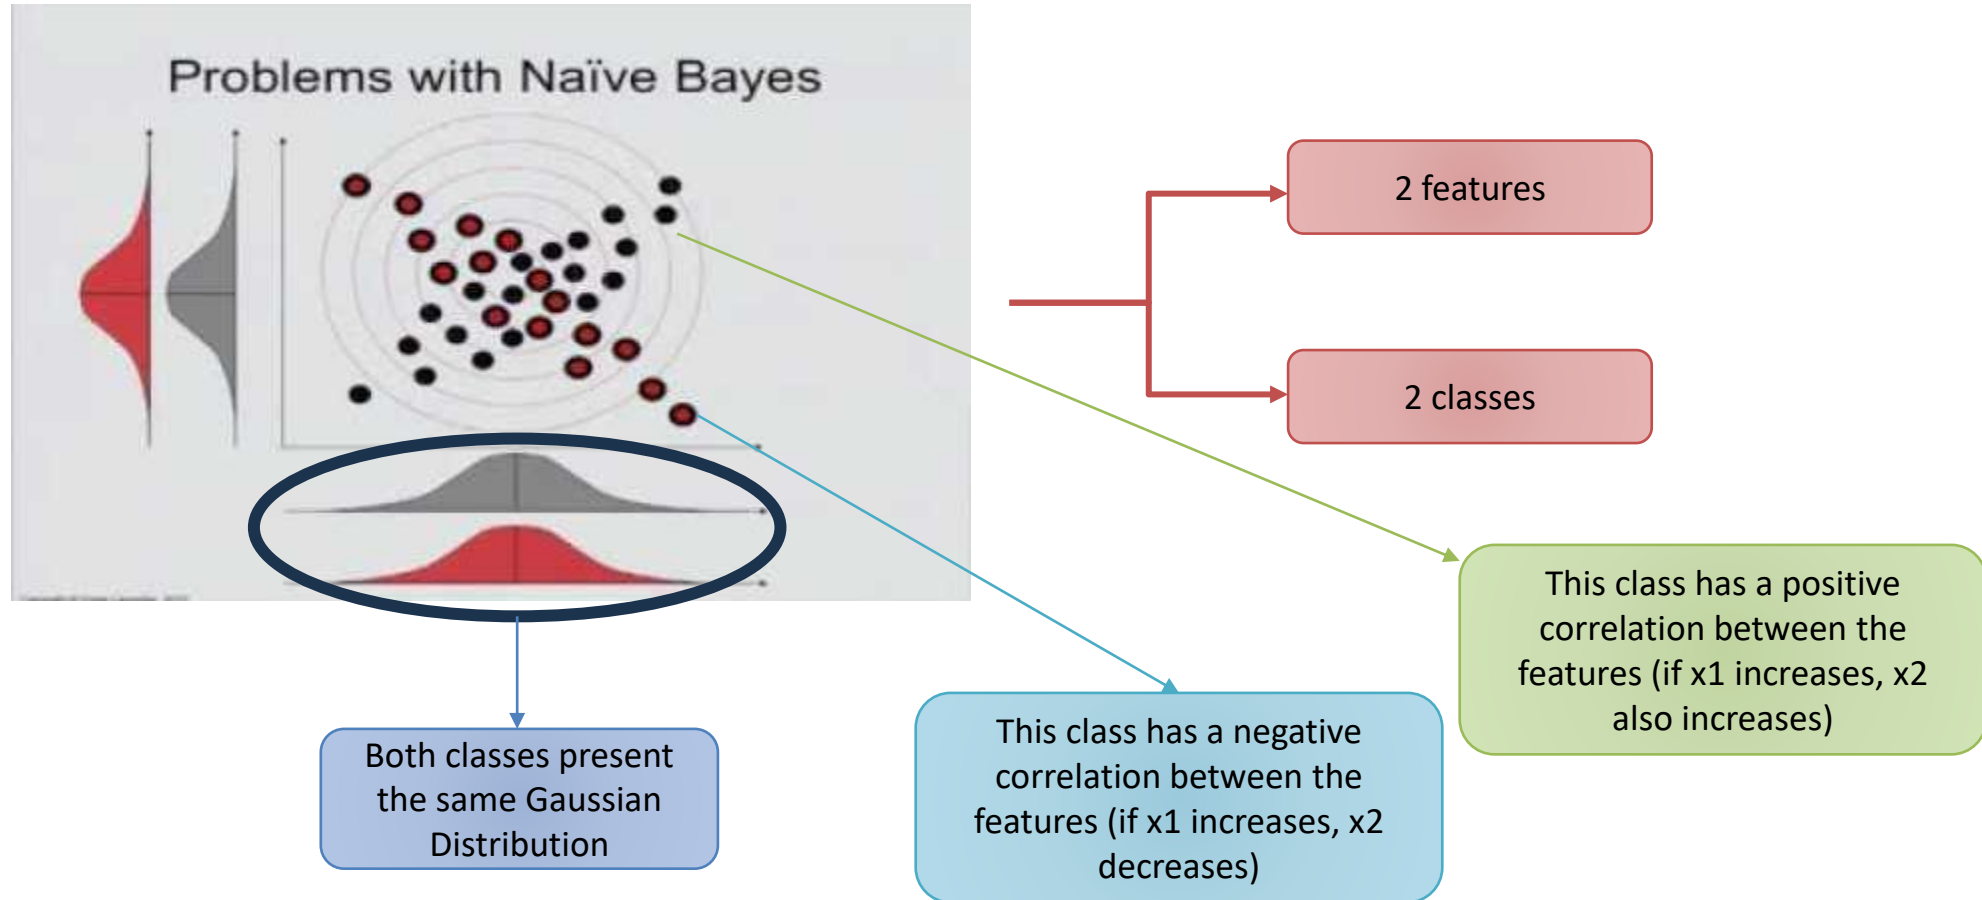 Problems with Naïve Bayes
2 features
2 classes
This class has a positive
correlation between the
features (if x1 increases, x2
also increases)
This class has a negative
correlation between the
features (if x1 increases, x2
decreases)
Both classes present
the same Gaussian
Distribution